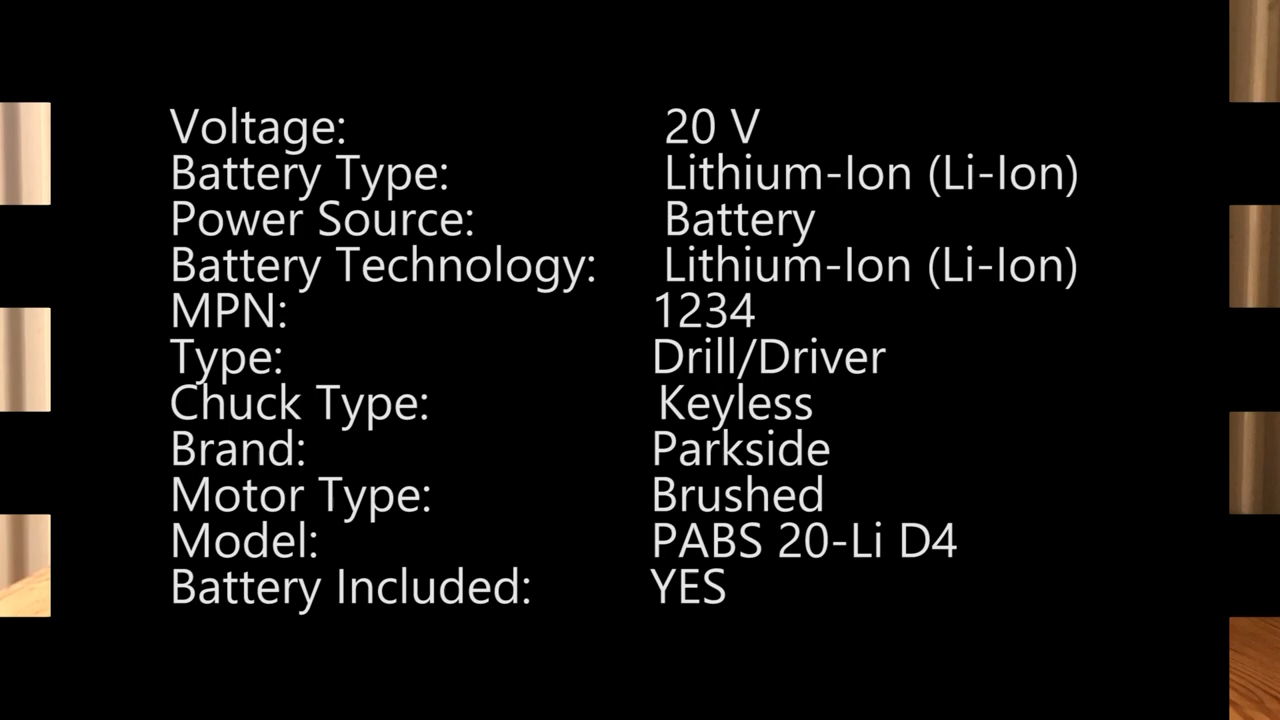 Voltage: 20 V
Battery Type: Lithium-Ion (Li-Ion)
Power Source: Battery
Battery Technology: Lithium-Ion (Li-Ion)
MPN: 1234
Type: Drill/Driver
Chuck Type: Keyless
Brand: Parkside
Motor Type: Brushed
Model: PABS 20-Li D4
Battery Included: YES